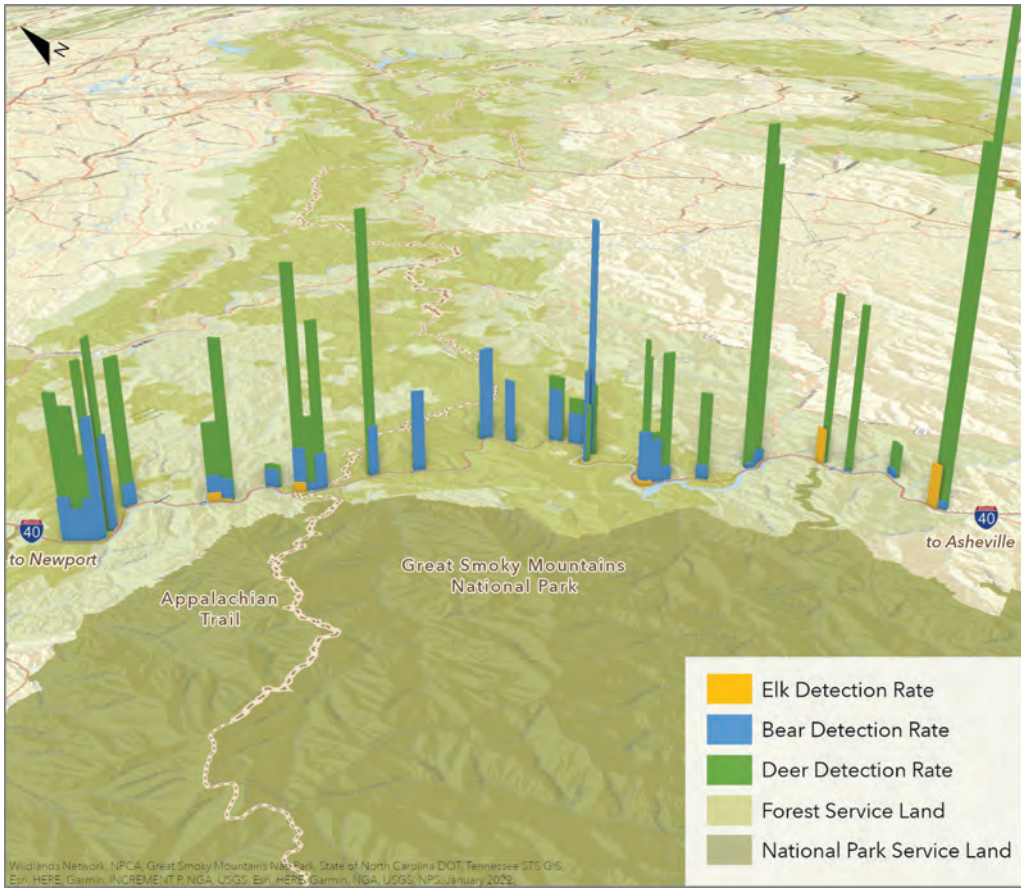 N
40
to Newport
40
to Asheville
Great Smoky Mountains
National Park
Appalachian
Trail
Elk Detection Rate
Bear Detection Rate
Deer Detection Rate
Forest Service Land
National Park Service Land
Wildlands Network, NPCA, Great Smoky Mountains Natl Park, State of North Carolina DOT, Tennessee STS GIS,
Esri, HERE, Garmin, INCREMENT P, NGA, USGS, Esri, HERE, Garmin, NGA, USGS, NPS, January 2022